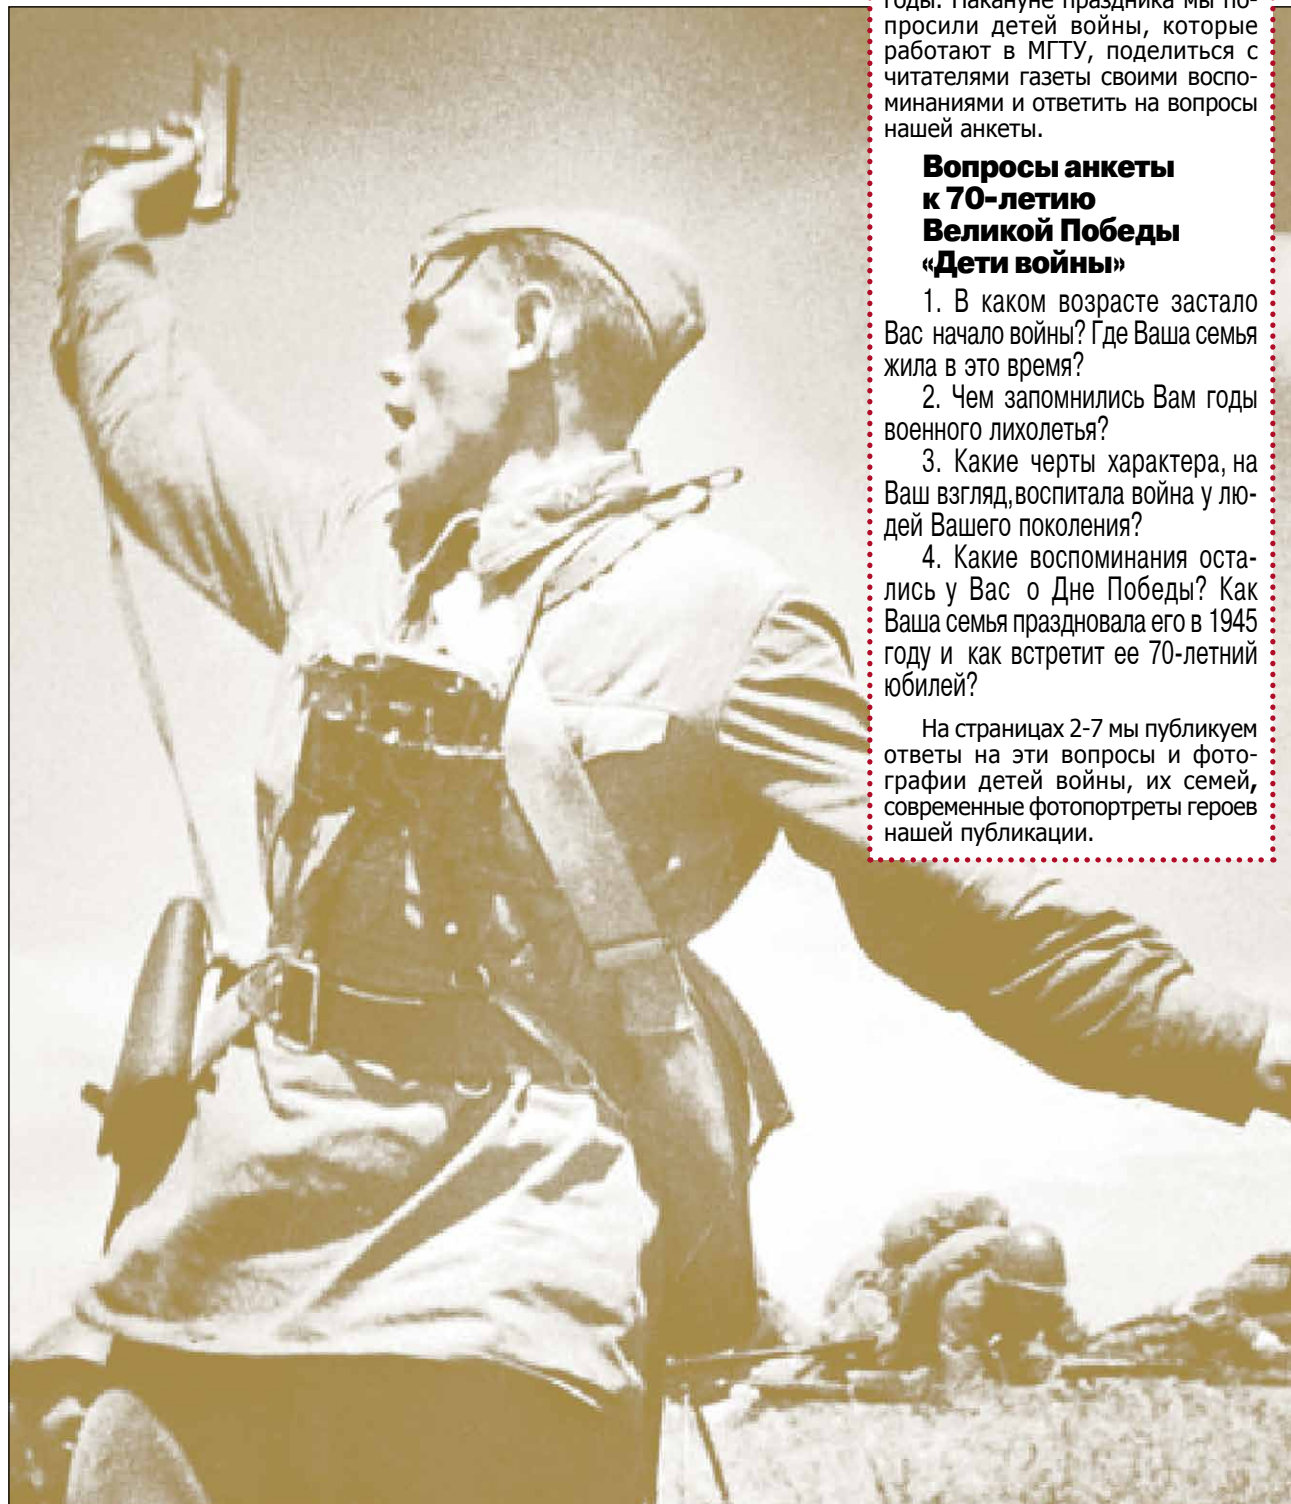 годы. Накануне праздника мы по-
просили детей войны, которые
работают в МГТУ, поделиться с
читателями газеты своими воспо-
минаниями и ответить на вопросы
нашей анкеты.
Вопросы анкеты
к 70-летию
Великой Победы
«Дети войны»
1. В каком возрасте застало
Вас начало войны? Где Ваша семья
жила в это время?
2. Чем запомнились Вам годы
военного лихолетья?
3. Какие черты характера, на
Ваш взгляд,воспитала война у лю-
дей Вашего поколения?
4. Какие воспоминания оста-
лись у Вас о Дне Победы? Как
Ваша семья праздновала его в 1945
году и как встретит ее 70-летний
юбилей?
На страницах 2-7 мы публикуем
ответы на эти вопросы и фото-
графии детей войны, их семей,
современные фотопортреты героев
нашей публикации.